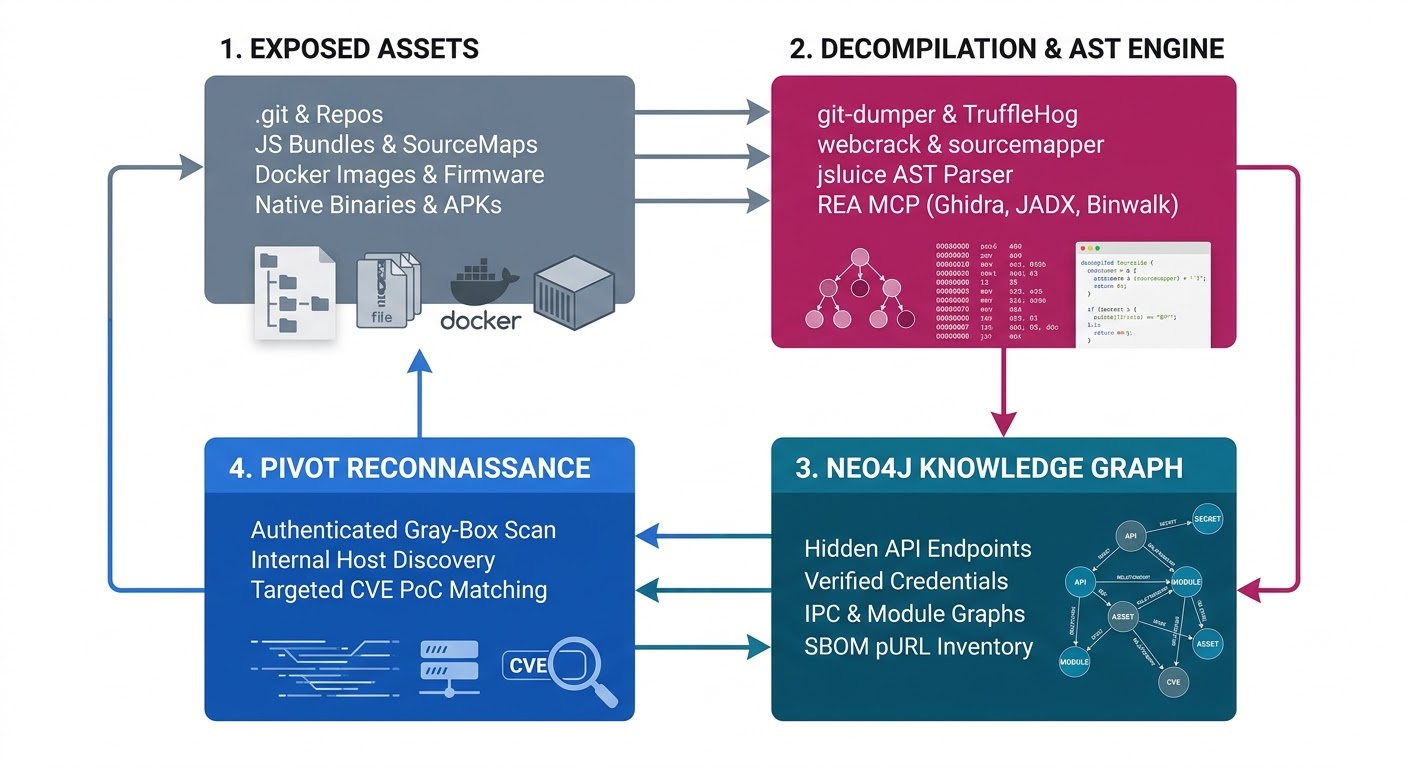 1. EXPOSED ASSETS
.git & Repos
JS Bundles & SourceMaps
Docker Images & Firmware
Native Binaries & APKs
file
docker
2. DECOMPILATION & AST ENGINE
git-dumper & TruffleHog
webcrack & sourcemapper
jsluice AST Parser
REA MCP (Ghidra, JADX, Binwalk)
4. PIVOT RECONNAISSANCE
Authenticated Gray-Box Scan
Internal Host Discovery
Targeted CVE PoC Matching
CVE
3. NEO4J KNOWLEDGE GRAPH
Hidden API Endpoints
Verified Credentials
IPC & Module Graphs
SBOM pURL Inventory
SECRET
API
API
MODULE
ASSET
ASSET
MODULE
CVE